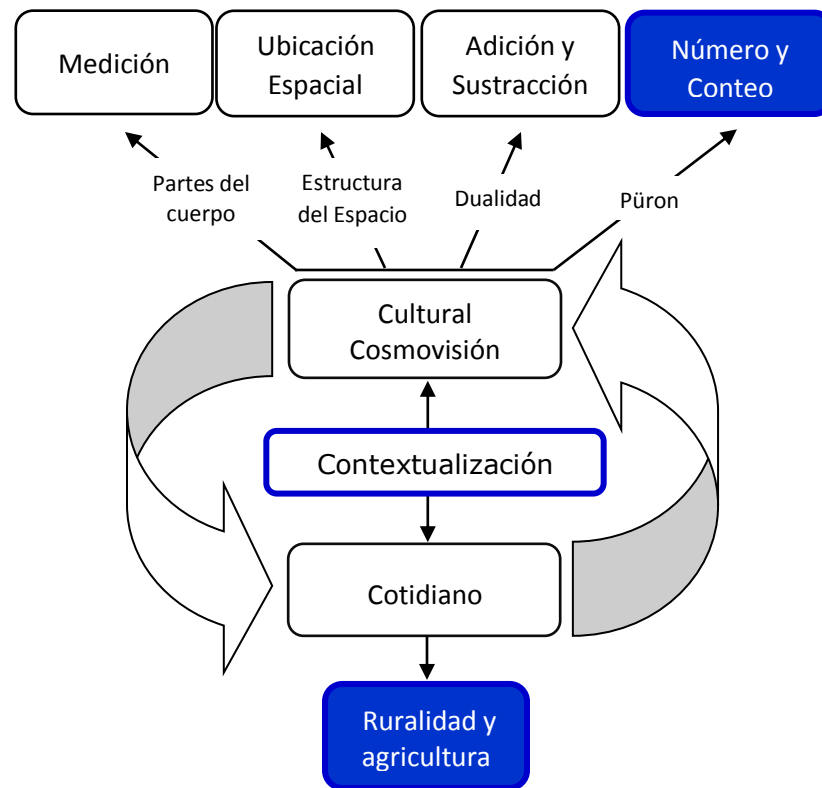 Medición
Ubicación
Espacial
Adición y
Sustracción
Número y
Conteo
Partes del
cuerpo
Estructura
del Espacio
Dualidad
Püron
Cultural
Cosmovisión
Contextualización
Cotidiano
Ruralidad y
agricultura